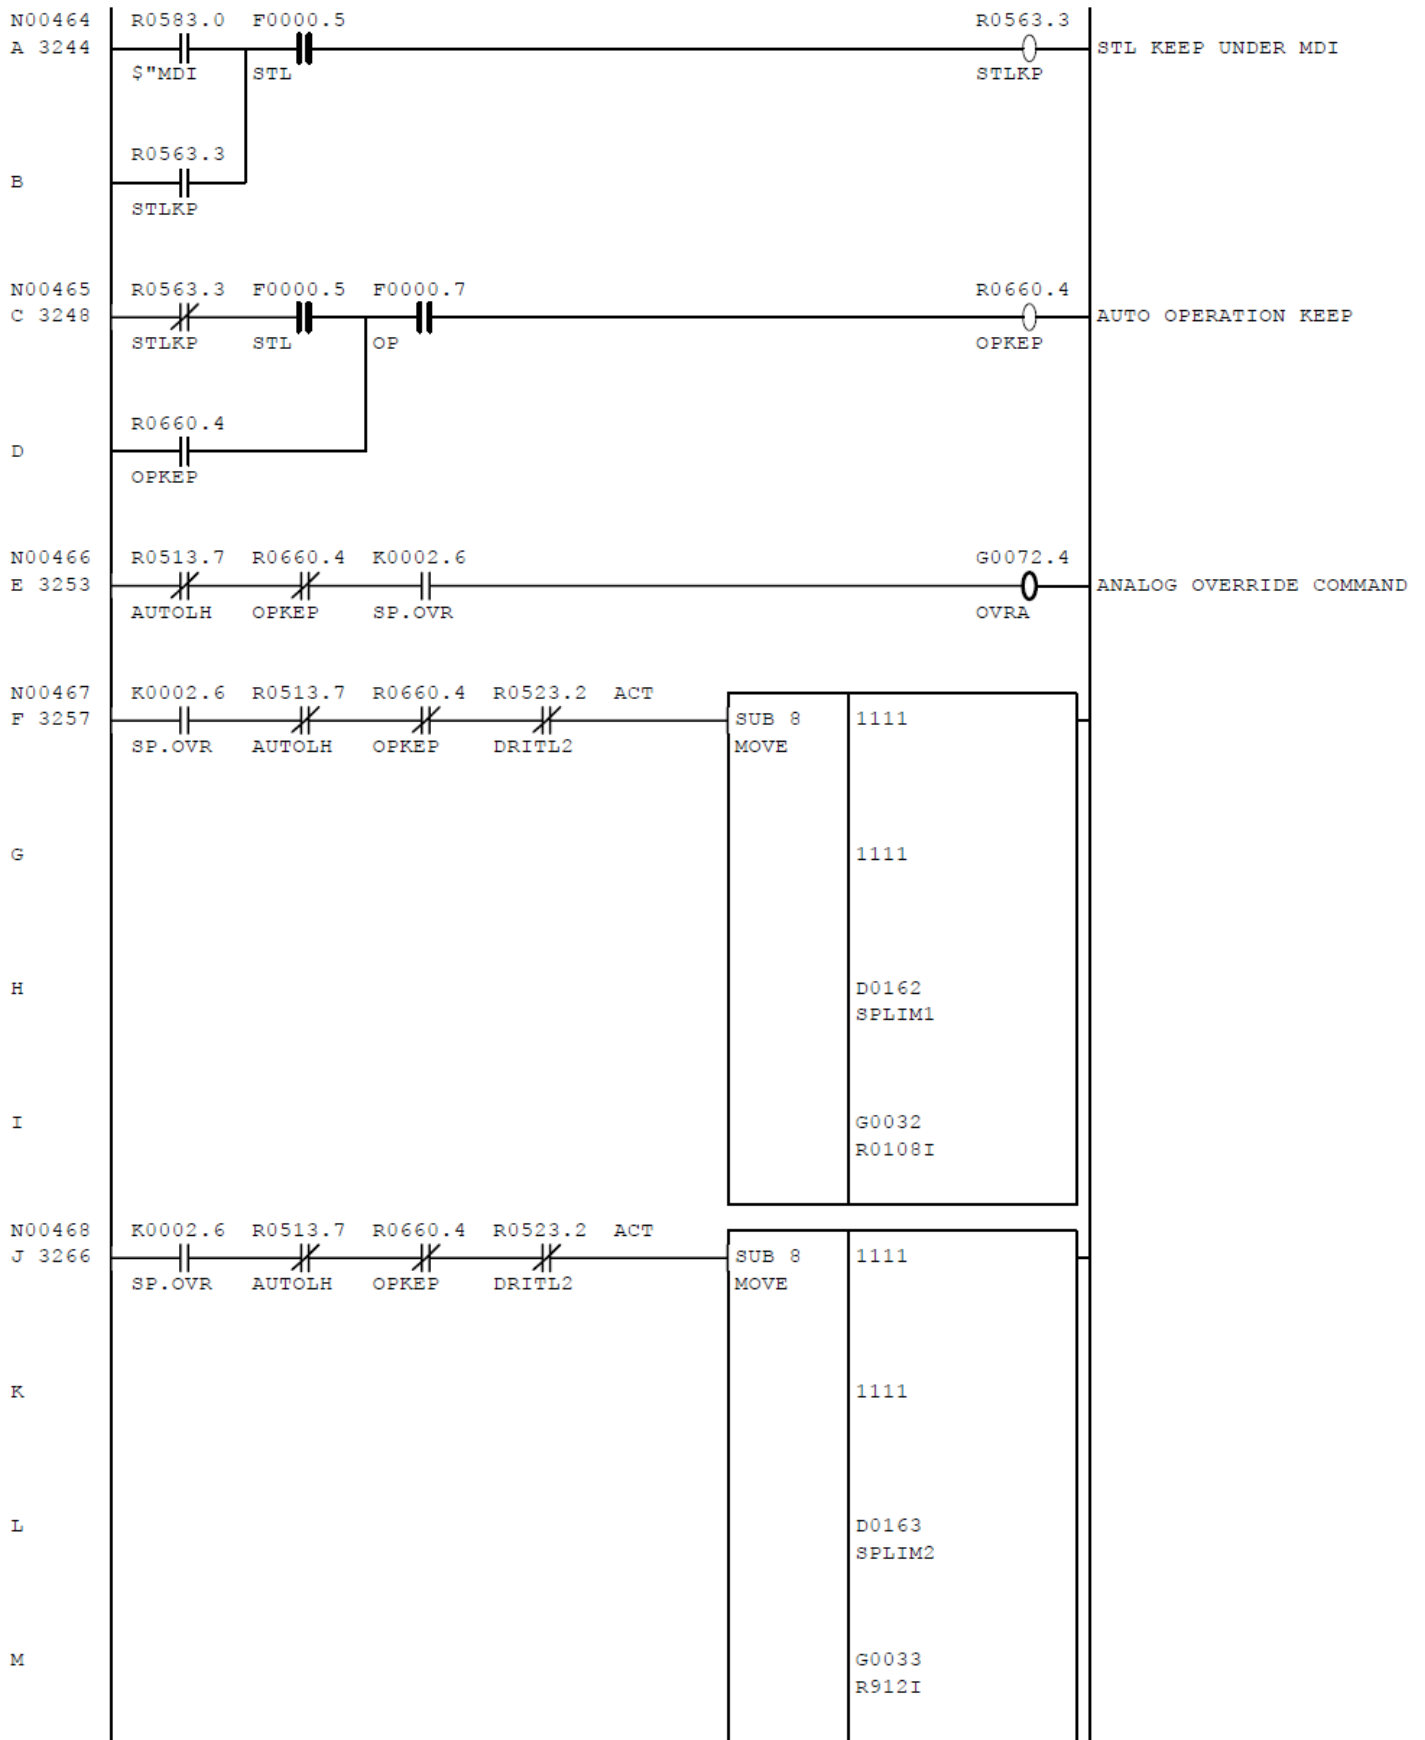 N00464 R0583.0 F0000.5 R0563.3
A 3244 STL KEEP UNDER MDI
$"MDI STL STLKP
R0563.3
B
STLKP
N00465 R0563.3 F0000.5 F0000.7 R0660.4
C 3248 AUTO OPERATION KEEP
STLKP STL OP OPKEP
R0660.4
D
OPKEP
N00466 R0513.7 R0660.4 K0002.6 G0072.4
E 3253 ANALOG OVERRIDE COMMAND
AUTOLH OPKEP SP.OVR OVRA
N00467 K0002.6 R0513.7 R0660.4 R0523.2 ACT
F 3257 SUB 8 1111
SP.OVR AUTOLH OPKEP DRITL2 MOVE
G 1111
H D0162
SPLIM1
I G0032
R0108I
N00468 K0002.6 R0513.7 R0660.4 R0523.2 ACT
J 3266 SUB 8 1111
SP.OVR AUTOLH OPKEP DRITL2 MOVE
K 1111
L D0163
SPLIM2
M G0033
R912I